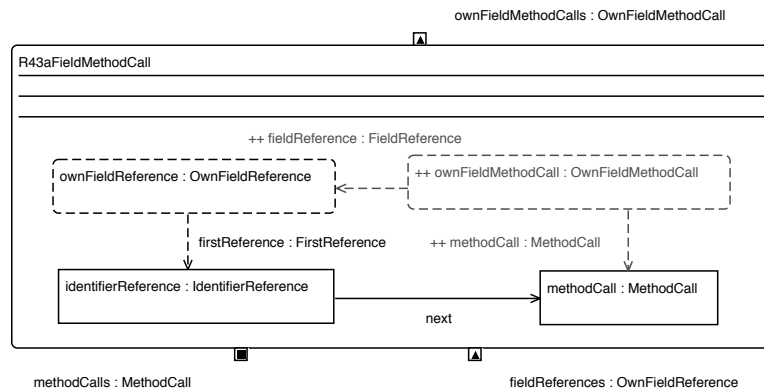 ownFieldMethodCalls : OwnFieldMethodCall
R43aFieldMethodCall
++ fieldReference : FieldReference
ownFieldReference : OwnFieldReference
++ ownFieldMethodCall : OwnFieldMethodCall
firstReference : FirstReference
++ methodCall : MethodCall
identifierReference : IdentifierReference
methodCall : MethodCall
next
methodCalls : MethodCall
fieldReferences : OwnFieldReference